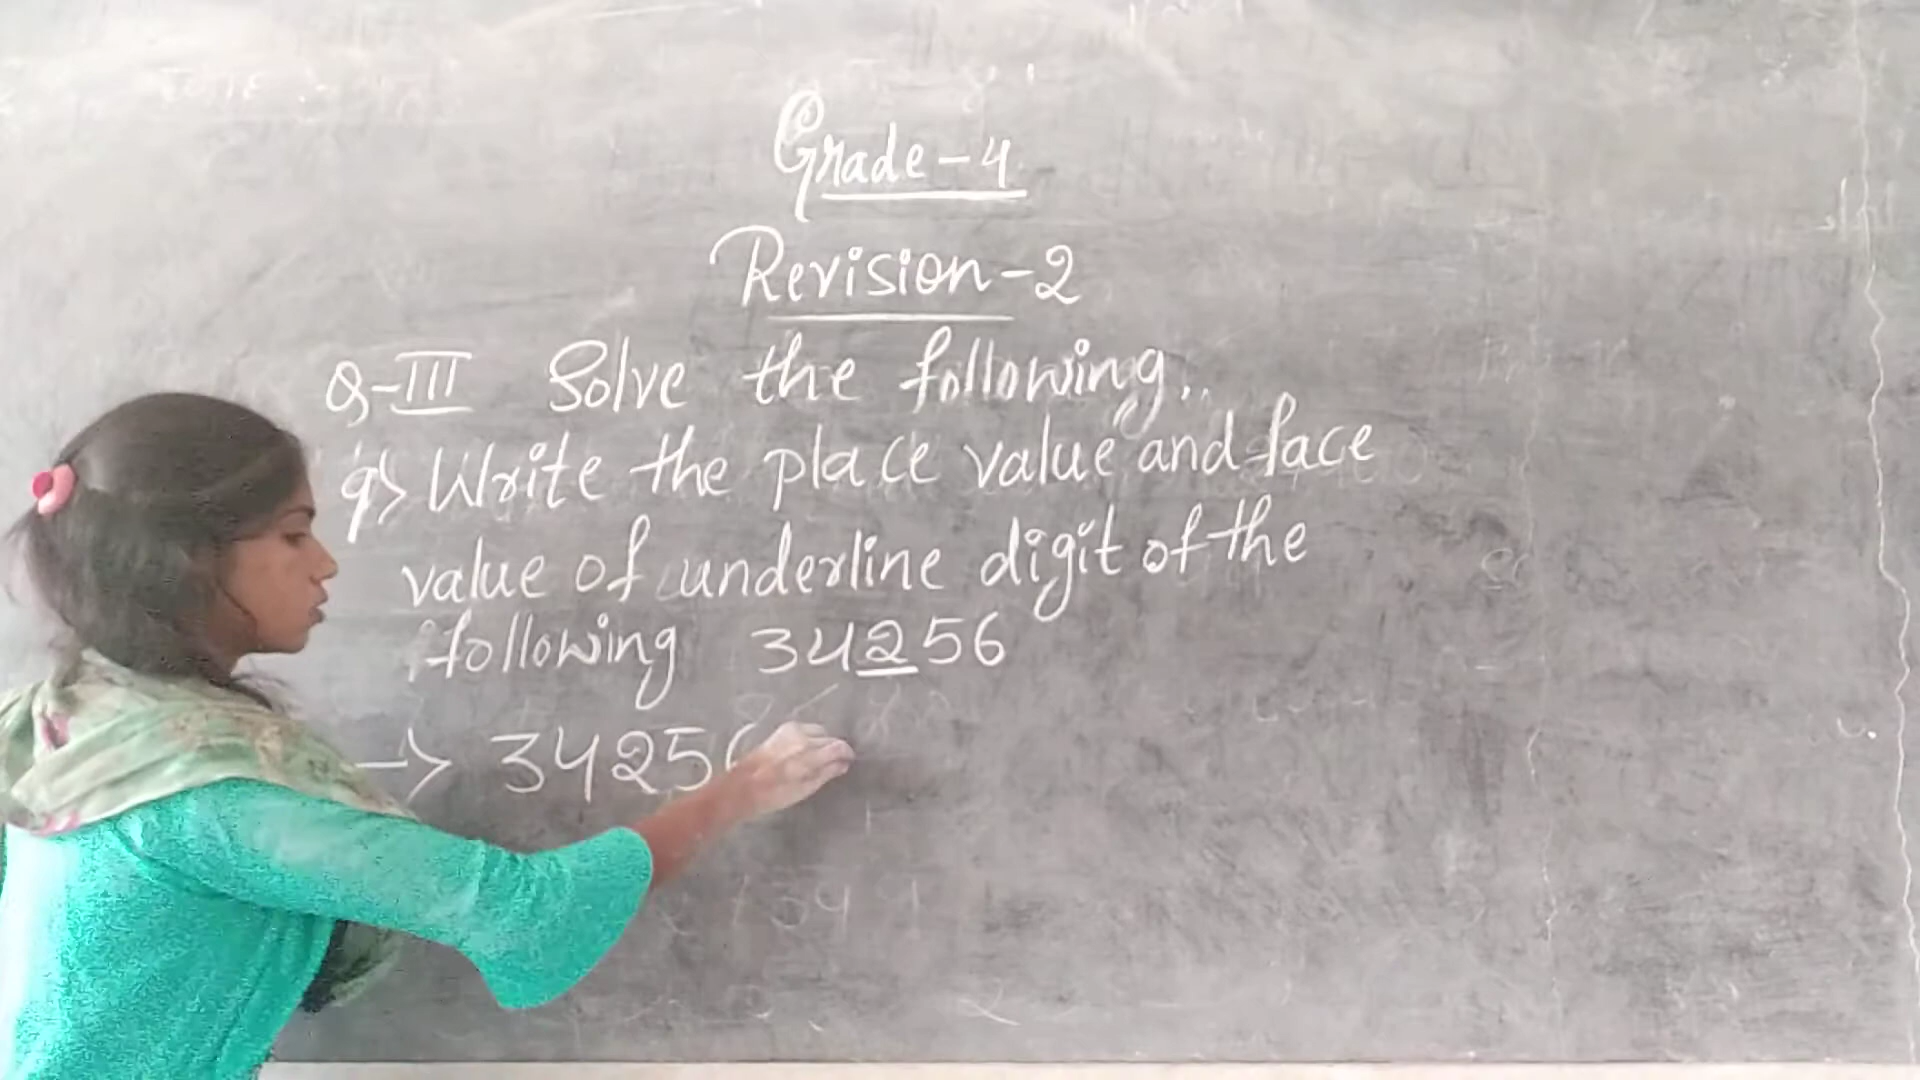 Grade-4
Revision-2
Q-III Solve the following..
q> Write the place value and face
value of underline digit of the
following 34256
-> 34256